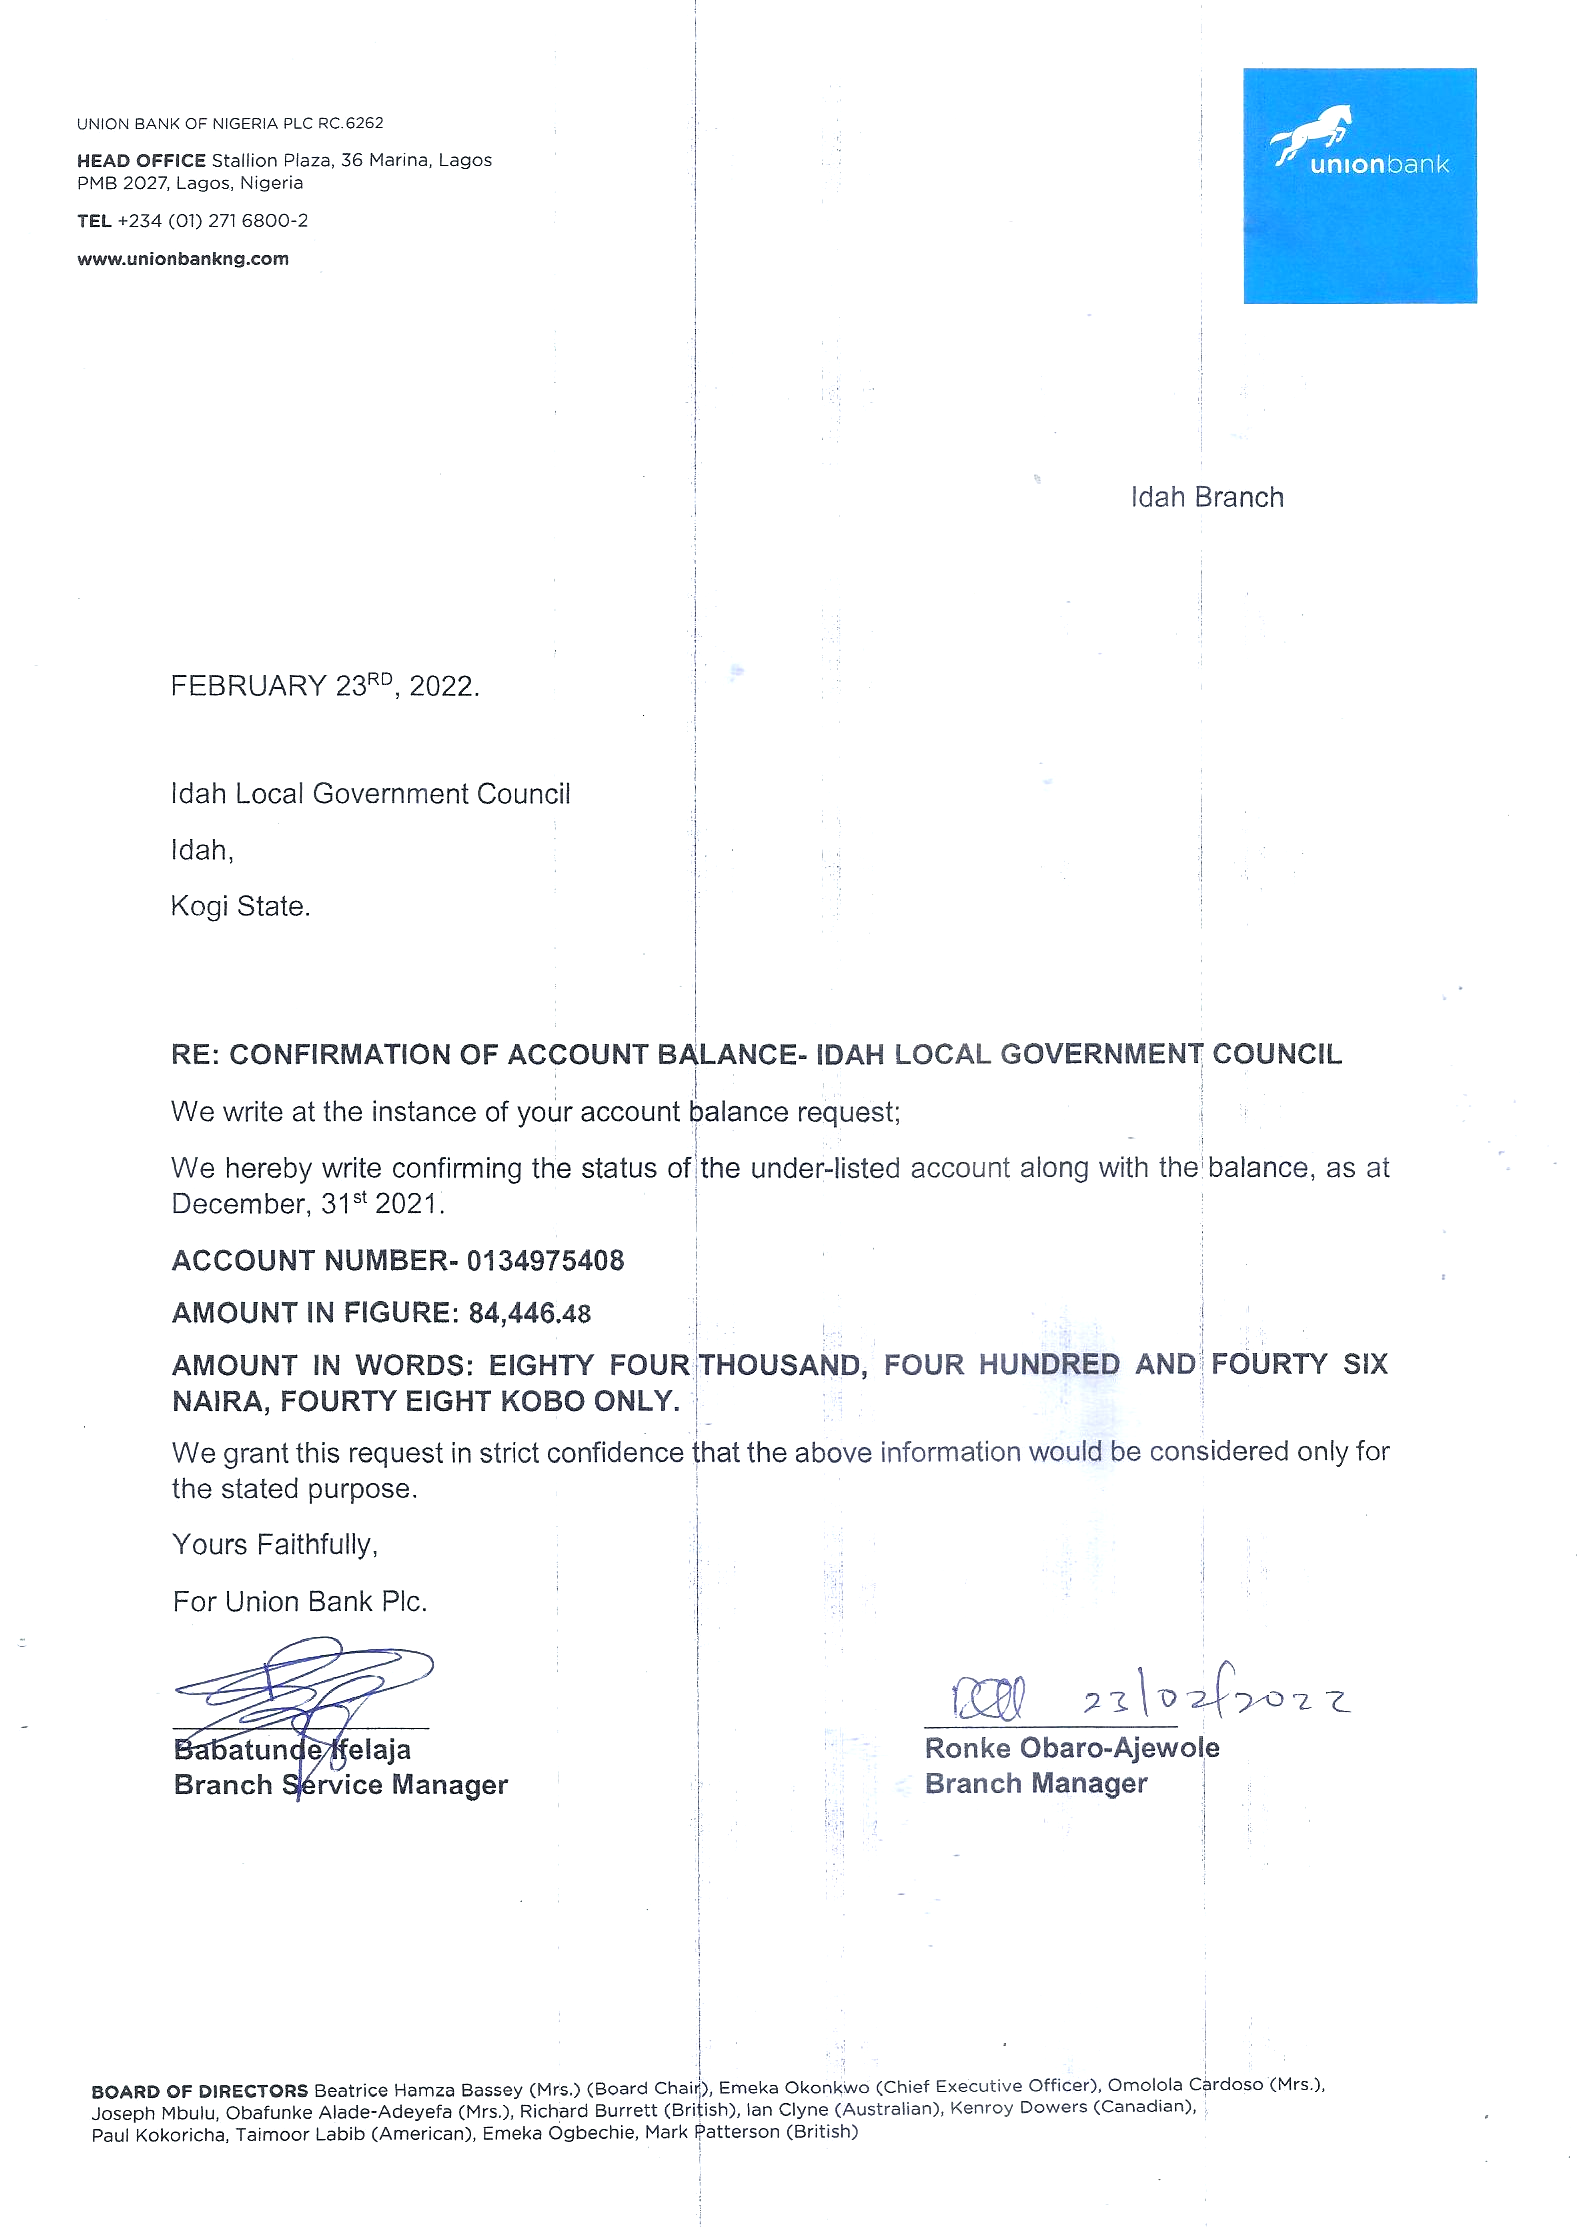 UNION BANK OF NIGERIA PLC RC.6262
HEAD OFFICE Stallion Plaza, 36 Marina, Lagos
PMB 2027, Lagos, Nigeria
TEL +234 (01) 271 6800-2
www.unionbankng.com
unionbank
Idah Branch
FEBRUARY 23RD, 2022.
Idah Local Government Council
Idah,
Kogi State.
RE: CONFIRMATION OF ACCOUNT BALANCE- IDAH LOCAL GOVERNMENT COUNCIL
We write at the instance of your account balance request;
We hereby write confirming the status of the under-listed account along with the balance, as at
December, 31st 2021.
ACCOUNT NUMBER- 0134975408
AMOUNT IN FIGURE: 84,446.48
AMOUNT IN WORDS: EIGHTY FOUR THOUSAND, FOUR HUNDRED AND FOURTY SIX
NAIRA, FOURTY EIGHT KOBO ONLY.
We grant this request in strict confidence that the above information would be considered only for
the stated purpose.
Yours Faithfully,
For Union Bank Plc.
23/02/2022
Babatunde Ifelaja
Branch Service Manager
Ronke Obaro-Ajewole
Branch Manager
BOARD OF DIRECTORS Beatrice Hamza Bassey (Mrs.) (Board Chair), Emeka Okonkwo (Chief Executive Officer), Omolola Cardoso (Mrs.),
Joseph Mbulu, Obafunke Alade-Adeyefa (Mrs.), Richard Burrett (British), Ian Clyne (Australian), Kenroy Dowers (Canadian),
Paul Kokoricha, Taimoor Labib (American), Emeka Ogbechie, Mark Patterson (British)